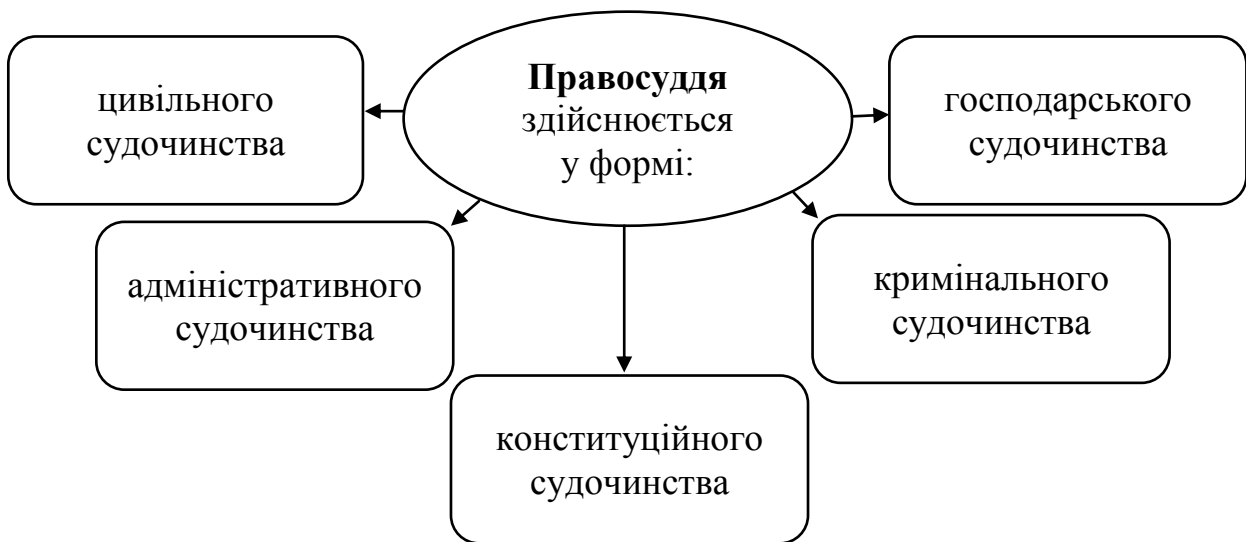 Правосуддя
здійснюється
у формі:
цивільного
судочинства
господарського
судочинства
адміністративного
судочинства
кримінального
судочинства
конституційного
судочинства